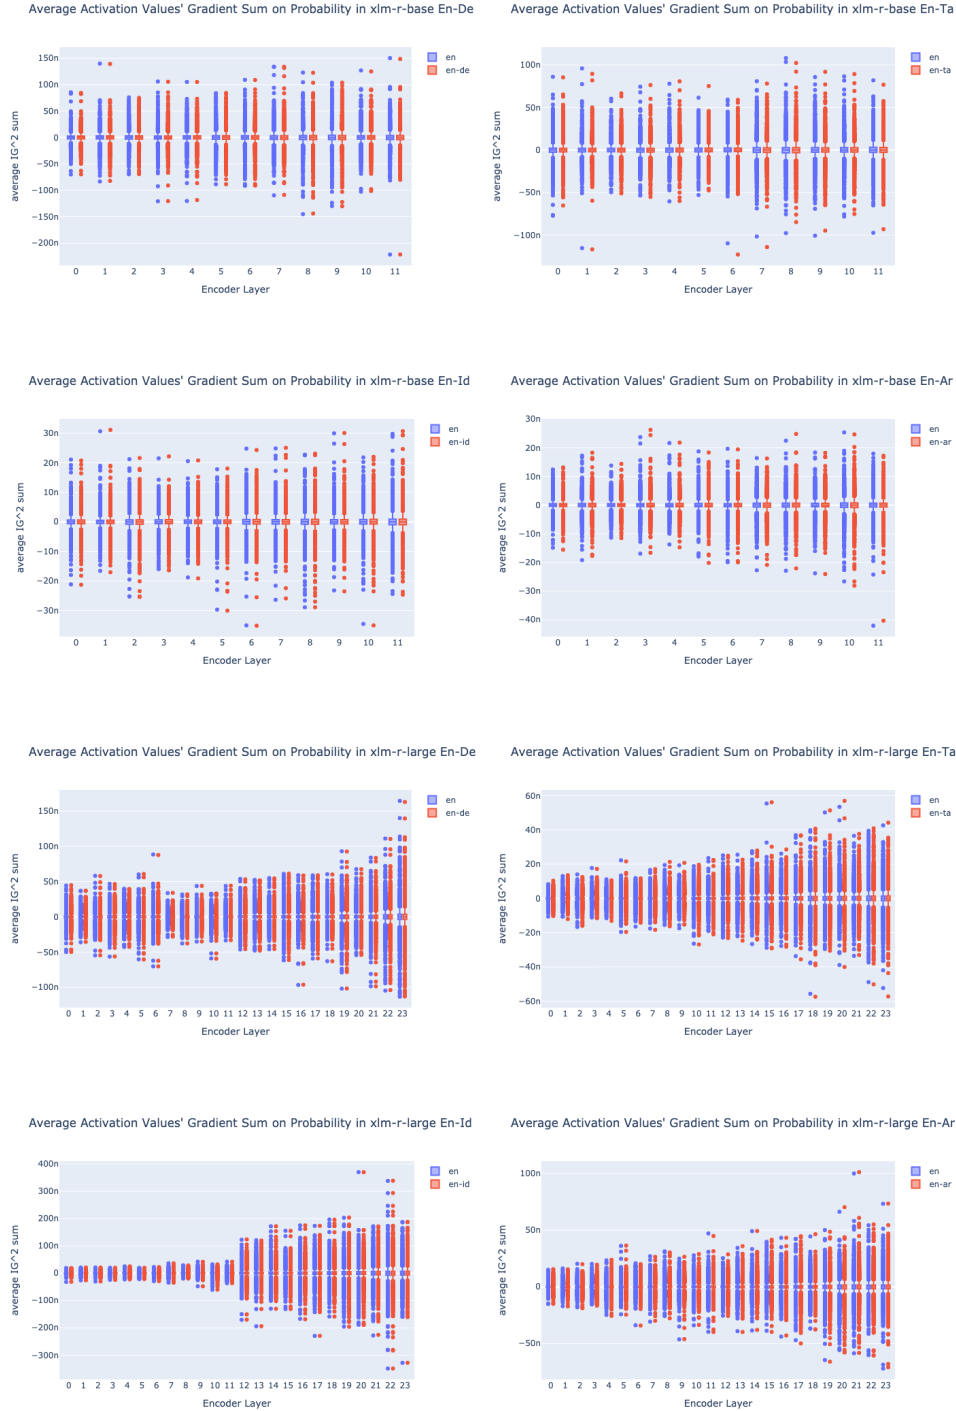 Average Activation Values' Gradient Sum on Probability in xlm-r-base En-De
150n
100n
50n
0
−50n
−100n
−150n
−200n
average IG^2 sum
0 1 2 3 4 5 6 7 8 9 10 11
Encoder Layer
en
en-de
Average Activation Values' Gradient Sum on Probability in xlm-r-base En-Ta
100n
50n
0
−50n
−100n
average IG^2 sum
0 1 2 3 4 5 6 7 8 9 10 11
Encoder Layer
en
en-ta
Average Activation Values' Gradient Sum on Probability in xlm-r-base En-Id
30n
20n
10n
0
−10n
−20n
−30n
average IG^2 sum
0 1 2 3 4 5 6 7 8 9 10 11
Encoder Layer
en
en-id
Average Activation Values' Gradient Sum on Probability in xlm-r-base En-Ar
30n
20n
10n
0
−10n
−20n
−30n
−40n
average IG^2 sum
0 1 2 3 4 5 6 7 8 9 10 11
Encoder Layer
en
en-ar
Average Activation Values' Gradient Sum on Probability in xlm-r-large En-De
150n
100n
50n
0
−50n
−100n
average IG^2 sum
0 1 2 3 4 5 6 7 8 9 10 11 12 13 14 15 16 17 18 19 20 21 22 23
Encoder Layer
en
en-de
Average Activation Values' Gradient Sum on Probability in xlm-r-large En-Ta
60n
40n
20n
0
−20n
−40n
−60n
average IG^2 sum
0 1 2 3 4 5 6 7 8 9 10 11 12 13 14 15 16 17 18 19 20 21 22 23
Encoder Layer
en
en-ta
Average Activation Values' Gradient Sum on Probability in xlm-r-large En-Id
400n
300n
200n
100n
0
−100n
−200n
−300n
average IG^2 sum
0 1 2 3 4 5 6 7 8 9 10 11 12 13 14 15 16 17 18 19 20 21 22 23
Encoder Layer
en
en-id
Average Activation Values' Gradient Sum on Probability in xlm-r-large En-Ar
100n
50n
0
−50n
average IG^2 sum
0 1 2 3 4 5 6 7 8 9 10 11 12 13 14 15 16 17 18 19 20 21 22 23
Encoder Layer
en
en-ar